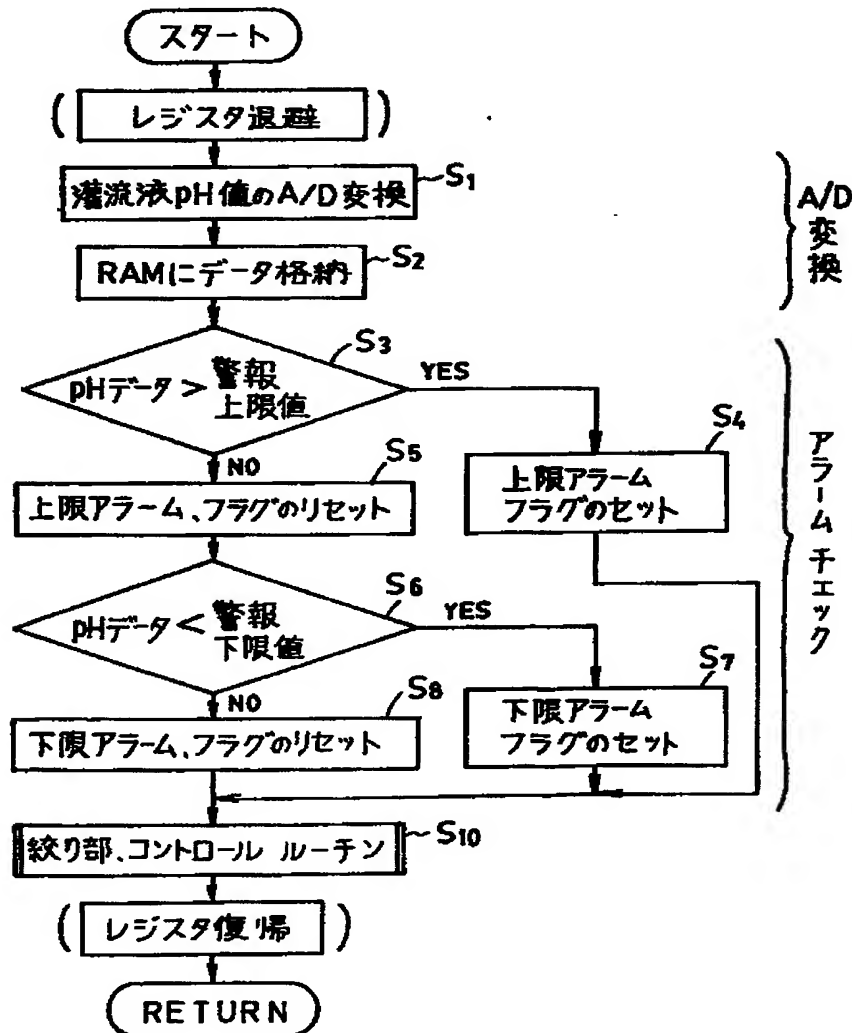 スタート
(レジスタ退避)
灌流液pH値のA/D変換
S1
RAMにデータ格納
S2
A/D変換
pHデータ > 警報
上限値
S3
YES
NO
上限アラーム
フラグのセット
S4
上限アラーム、フラグのリセット
S5
pHデータ < 警報
下限値
S6
YES
NO
下限アラーム
フラグのセット
S7
下限アラーム、フラグのリセット
S8
アラームチェック
絞り部、コントロール ルーチン
S10
(レジスタ復帰)
RETURN